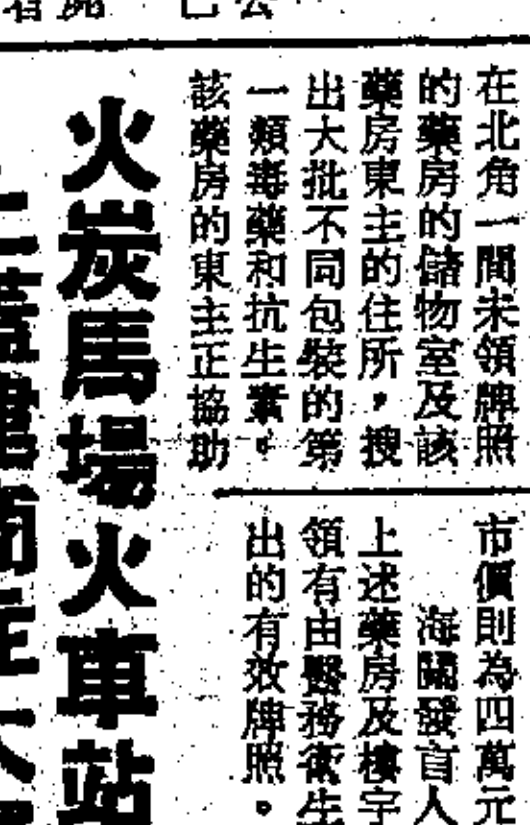 在北角一間未領牌照
的藥房的儲物室及該
藥房東主的住所，搜
出大批不同包裝的第
一類毒藥和抗生素。
該藥房的東主正協助
市價則為四萬元
海關發言人
上述藥房及樓宇
領有由醫務衞生
出的有效牌照。
火炭馬場火車站